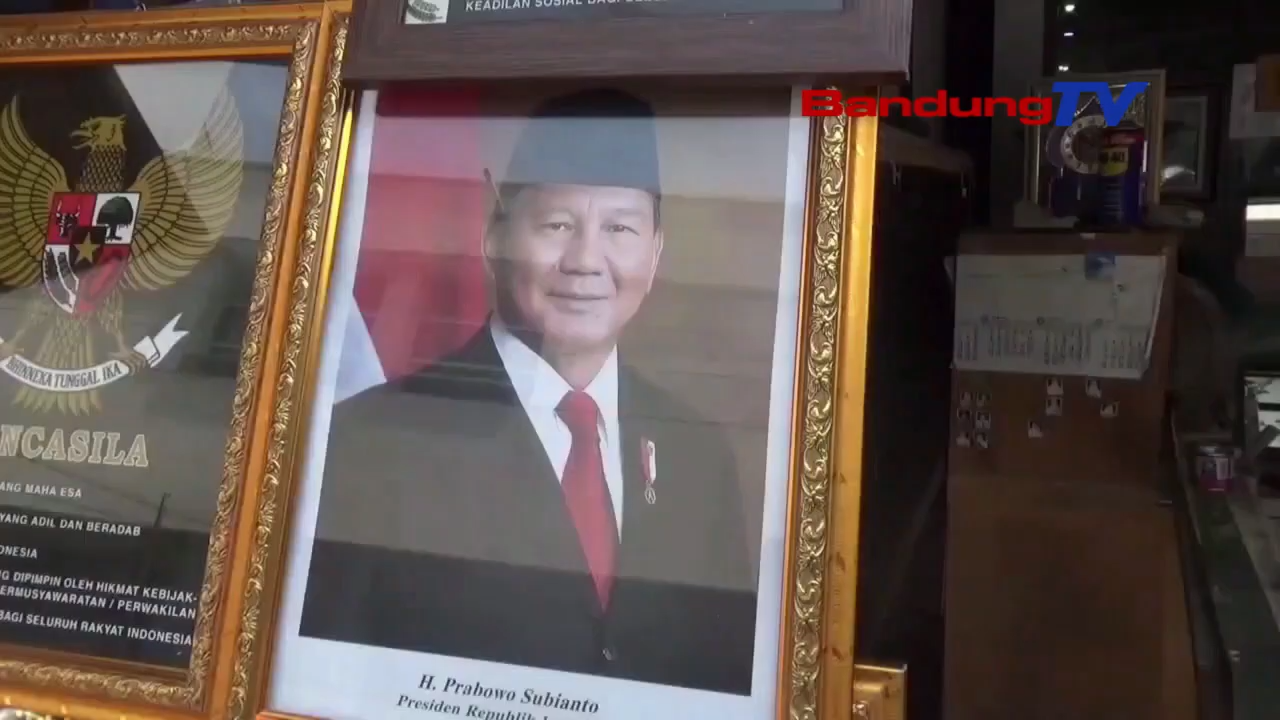 KEADILAN SOSIAL BAGI
BandungTV
BHINNEKA TUNGGAL IKA
NCASILA
ANG MAHA ESA
YANG ADIL DAN BERADAB
ONESIA
G DIPIMPIN OLEH HIKMAT KEBIJAK-
ERMUSYAWARATAN / PERWAKILAN
BAGI SELURUH RAKYAT INDONESIA
H. Prabowo Subianto
Presiden Republik